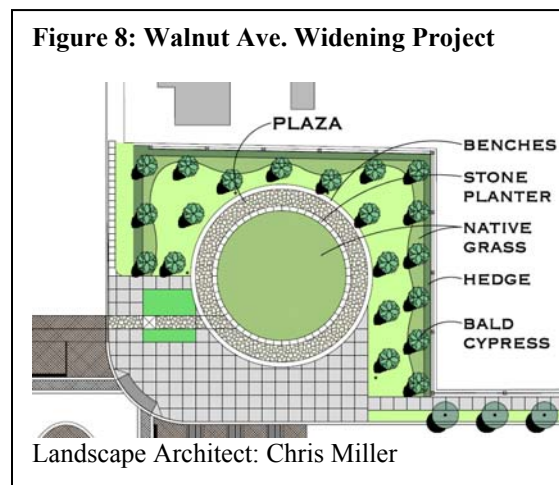 Figure 8: Walnut Ave. Widening Project
PLAZA
BENCHES
STONE
PLANTER
NATIVE
GRASS
HEDGE
BALD
CYPRESS
Landscape Architect: Chris Miller